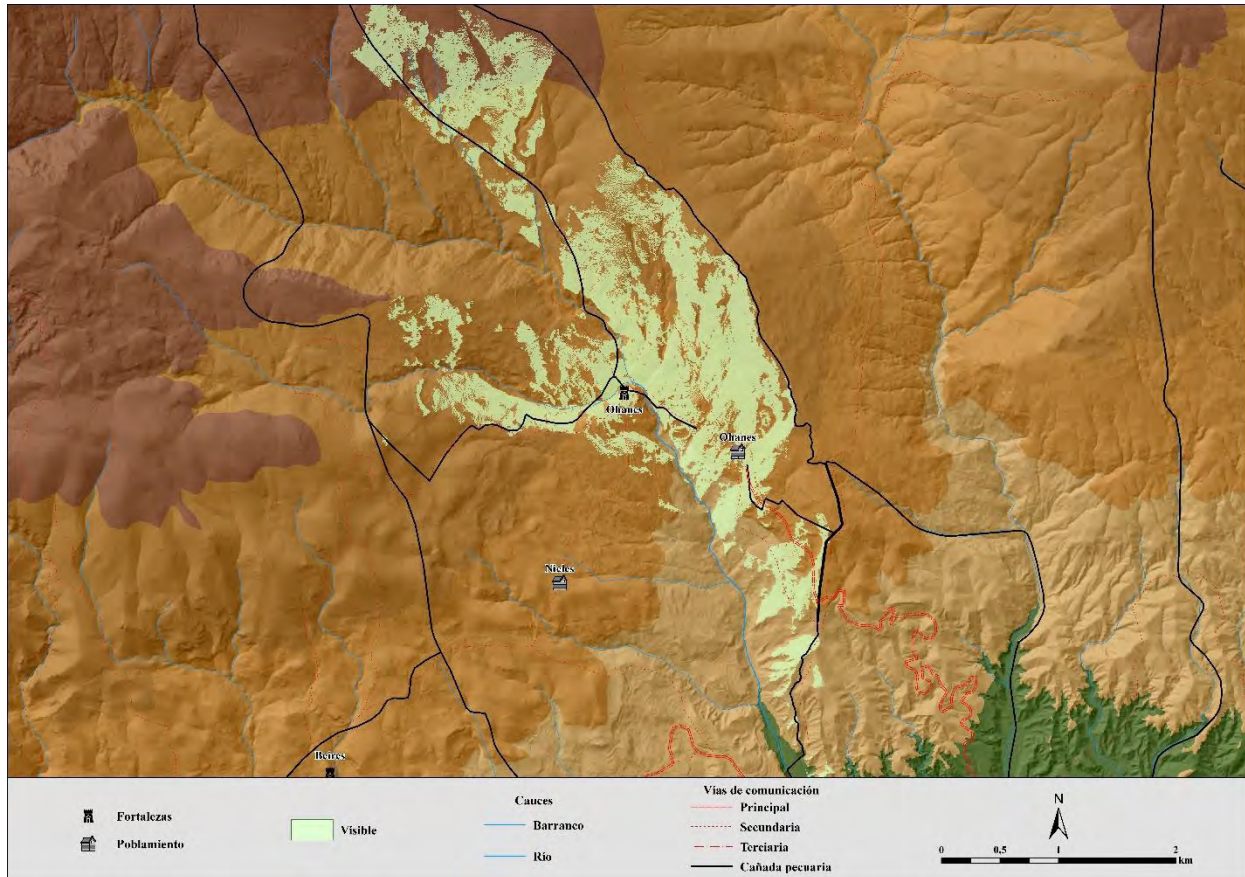 Ohanes
Ohanes
Nieles
Beires
Fortalezas
Poblamiento
Visible
Cauces
Barranco
Río
Vías de comunicación
Principal
Secundaria
Terciaria
Cañada pecuaria
N
0 0,5 1 2
km